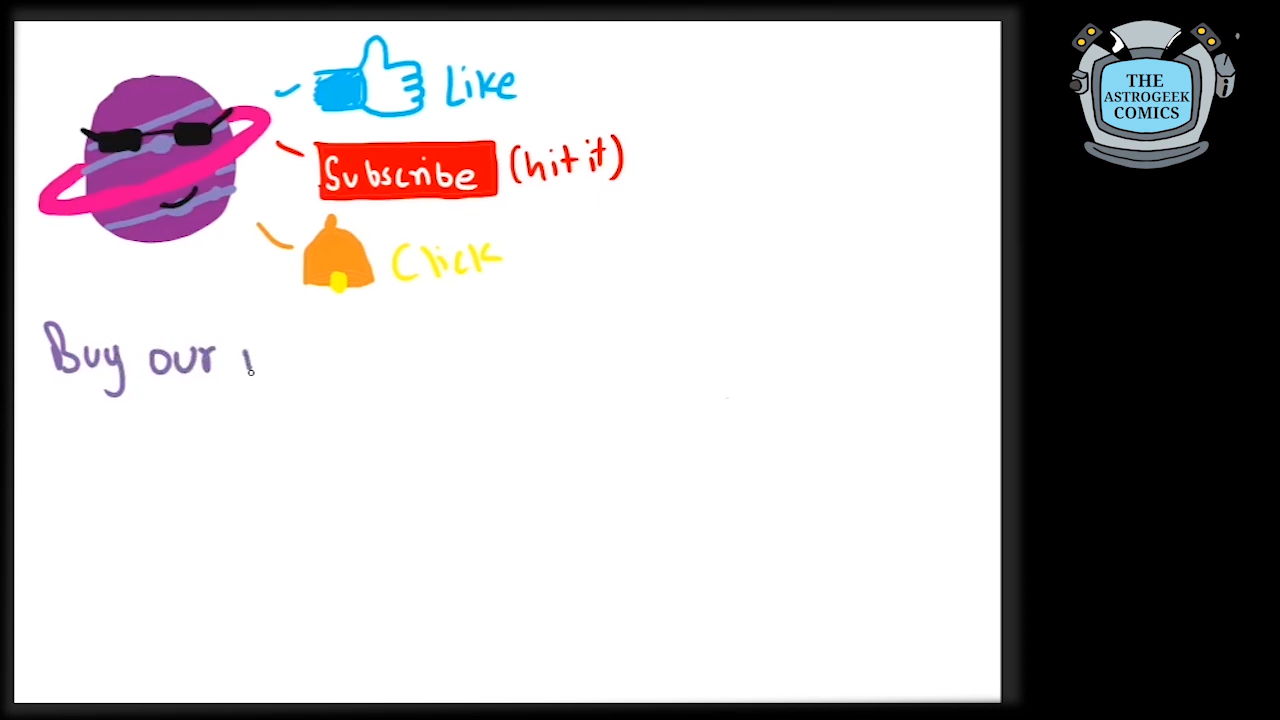 Like
Subscribe (hit it)
Click
Buy our
THE
ASTROGEEK
COMICS